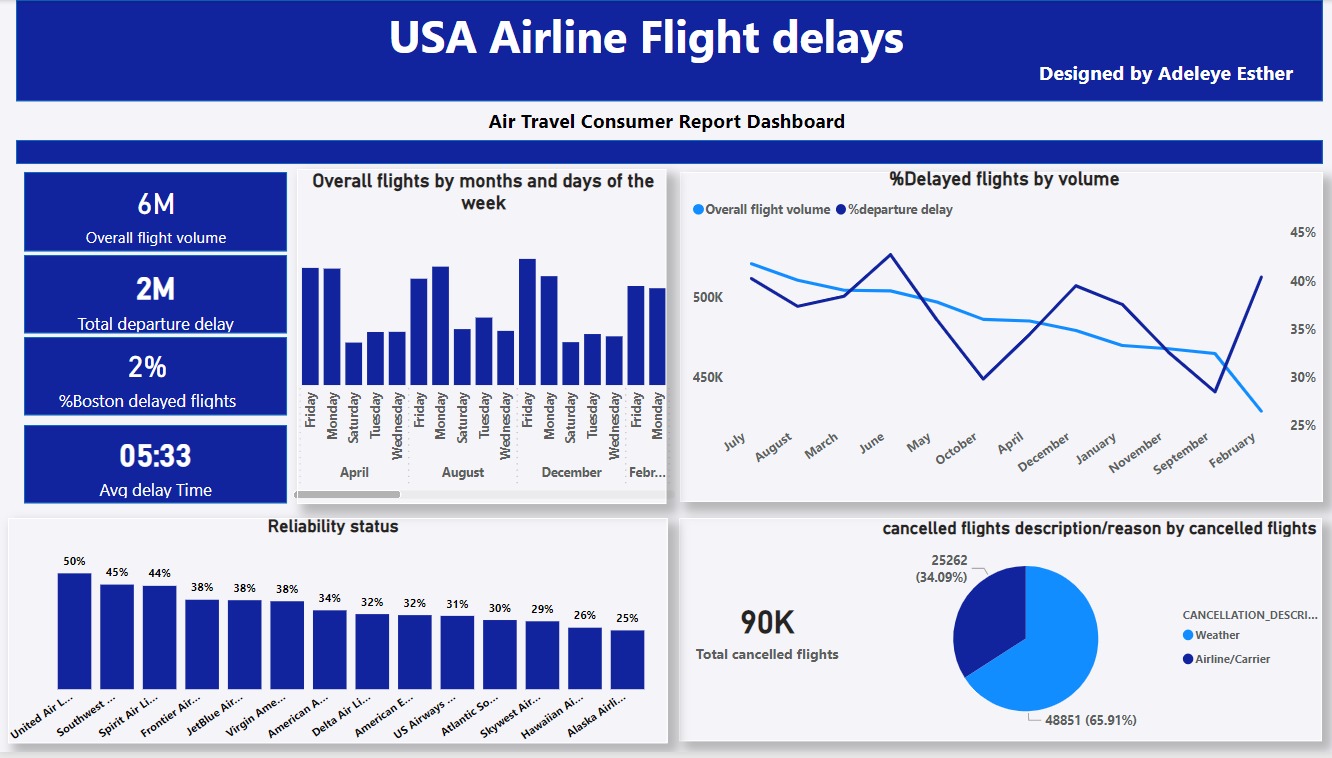 USA Airline Flight delays
Designed by Adeleye Esther
Air Travel Consumer Report Dashboard
6M
Overall flight volume
2M
Total departure delay
2%
%Boston delayed flights
05:33
Avg delay Time
Overall flights by months and days of the
week
Friday
Monday
Saturday
Tuesday
Wednesday
Friday
Monday
Saturday
Tuesday
Wednesday
Friday
Monday
Saturday
Tuesday
Wednesday
Friday
Monday
April
August
December
Febr...
%Delayed flights by volume
Overall flight volume
%departure delay
500K
450K
45%
40%
35%
30%
25%
July
August
March
June
May
October
April
December
January
November
September
February
Reliability status
50%
45%
44%
38%
38%
38%
34%
32%
32%
31%
30%
29%
26%
25%
United Air L...
Southwest ...
Spirit Air Li...
Frontier Air...
JetBlue Air...
Virgin Ame...
American A...
Delta Air Li...
American E...
US Airways ...
Atlantic So...
Skywest Air...
Hawaiian Ai...
Alaska Airli...
cancelled flights description/reason by cancelled flights
90K
Total cancelled flights
25262
(34.09%)
48851 (65.91%)
CANCELLATION_DESCRI...
Weather
Airline/Carrier